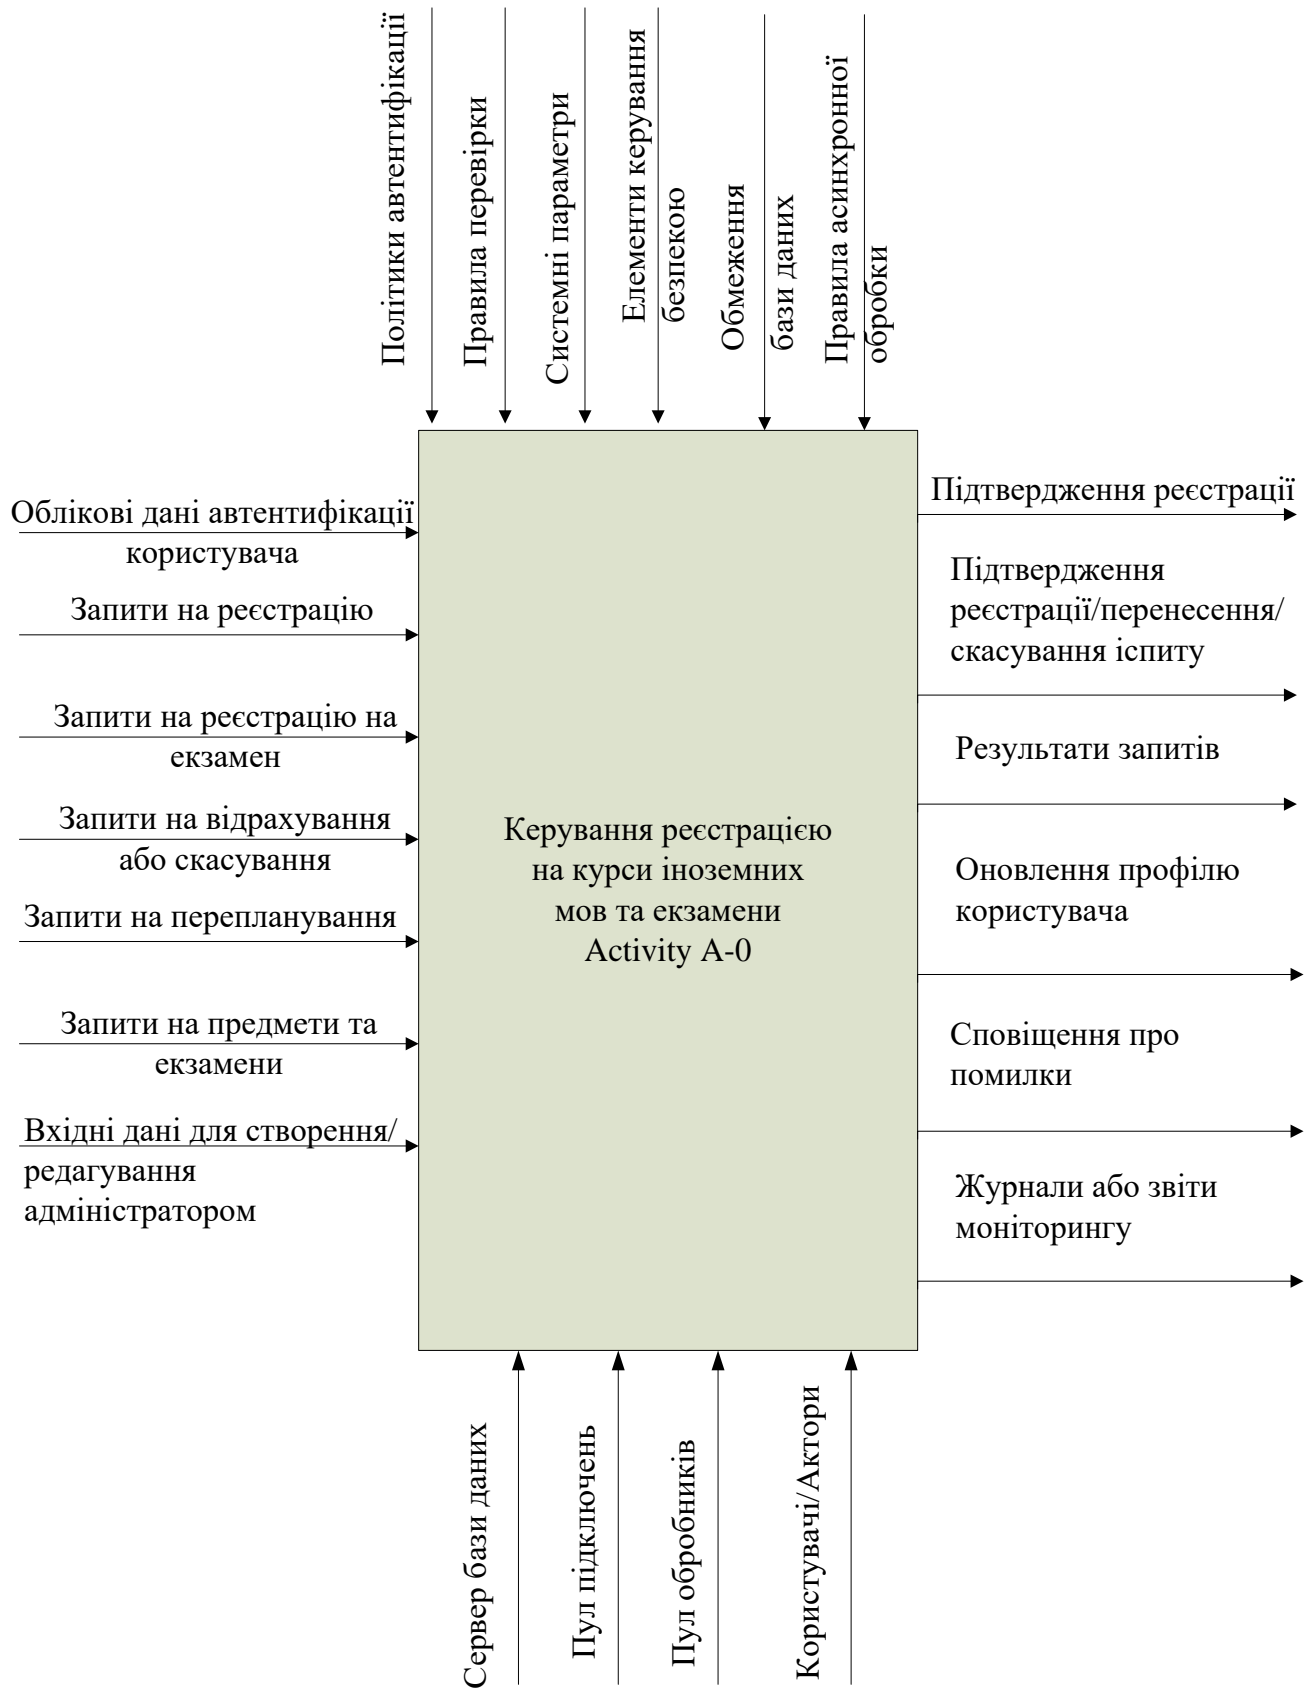 Політики автентифікації
Правила перевірки
Системні параметри
Елементи керування
безпекою
Обмеження
бази даних
Правила асинхронної
обробки
Облікові дані автентифікації
користувача
Запити на реєстрацію
Запити на реєстрацію на
екзамен
Запити на відрахування
або скасування
Запити на перепланування
Запити на предмети та
екзамени
Вхідні дані для створення/
редагування
адміністратором
Керування реєстрацією
на курси іноземних
мов та екзамени
Activity A-0
Підтвердження реєстрації
Підтвердження
реєстрації/перенесення/
скасування іспиту
Результати запитів
Оновлення профілю
користувача
Сповіщення про
помилки
Журнали або звіти
моніторингу
Сервер бази даних
Пул підключень
Пул обробників
Користувачі/Актори